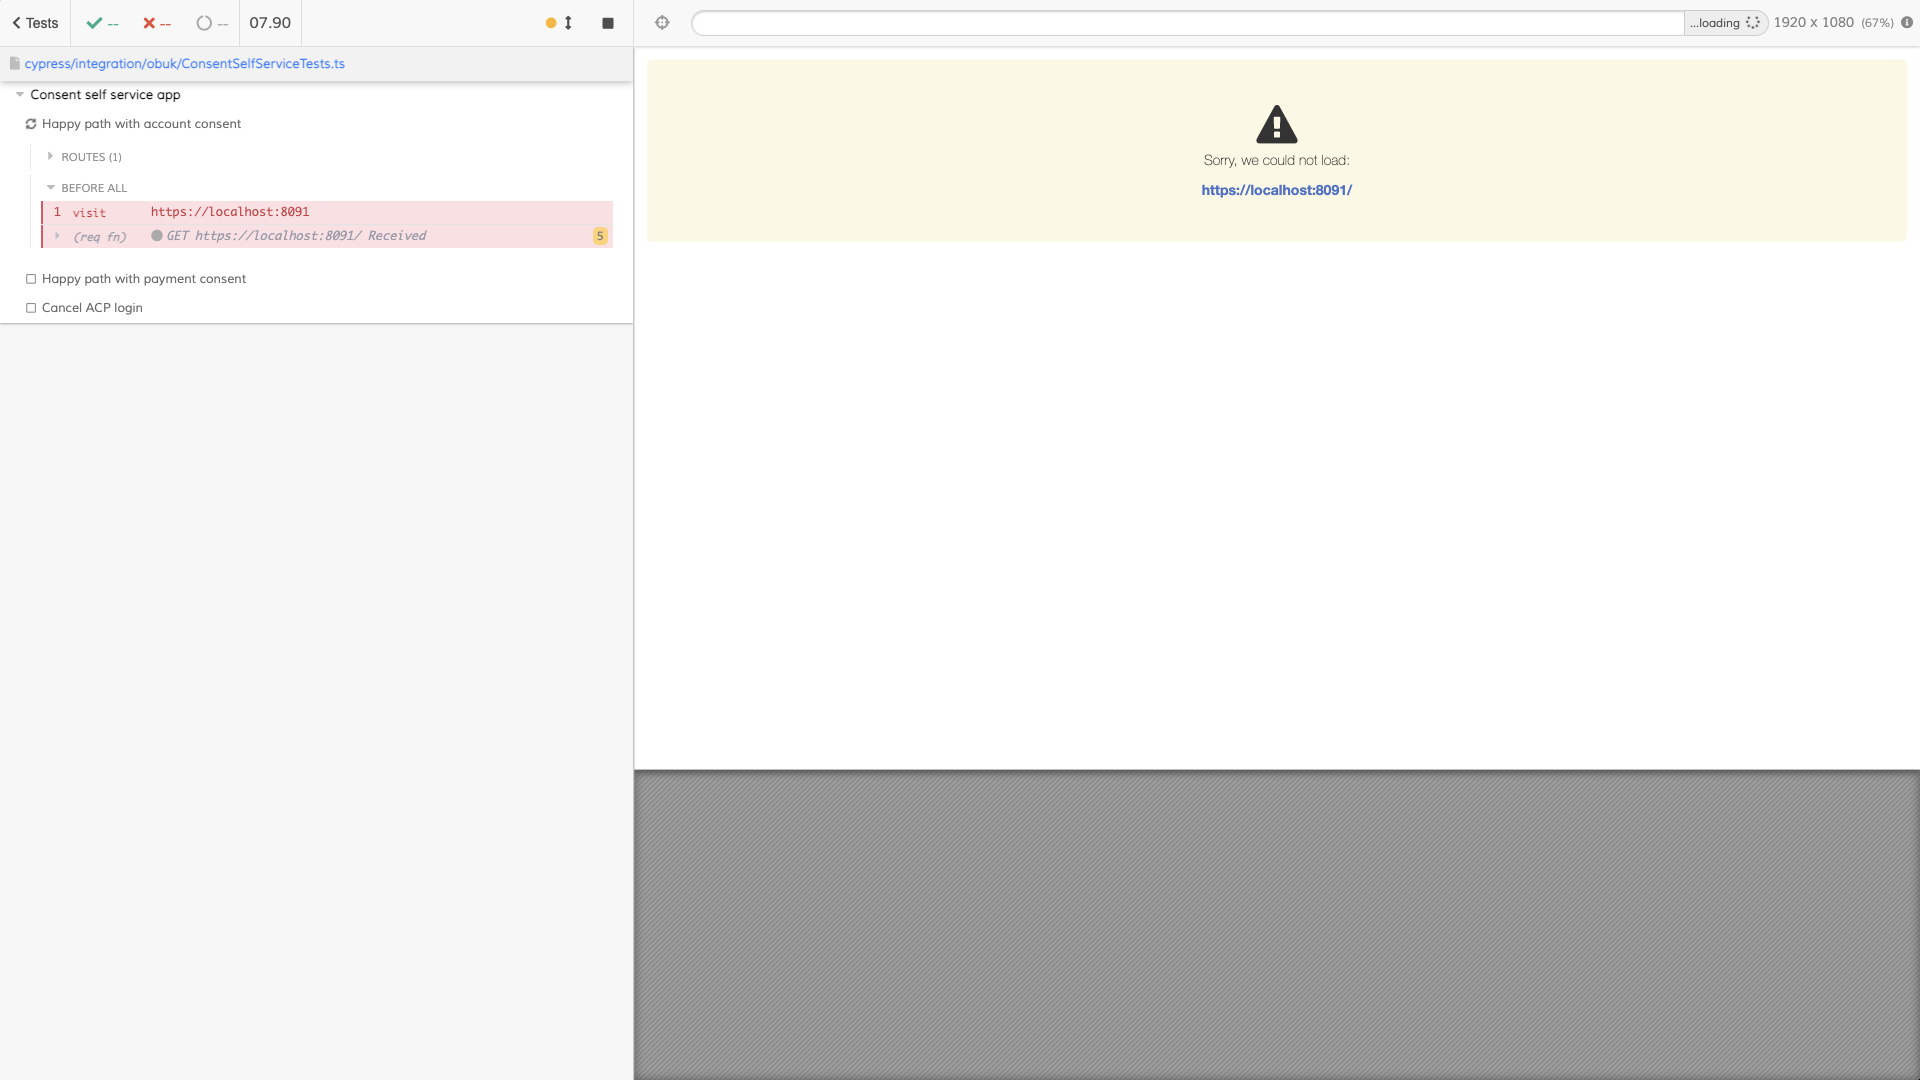 Tests
--
--
--
07.90
...loading
1920 x 1080 (67%)
cypress/integration/obuk/ConsentSelfServiceTests.ts
Consent self service app
Happy path with account consent
ROUTES (1)
BEFORE ALL
1 visit https://localhost:8091
(req fn) GET https://localhost:8091/ Received 5
Happy path with payment consent
Cancel ACP login
Sorry, we could not load:
https://localhost:8091/